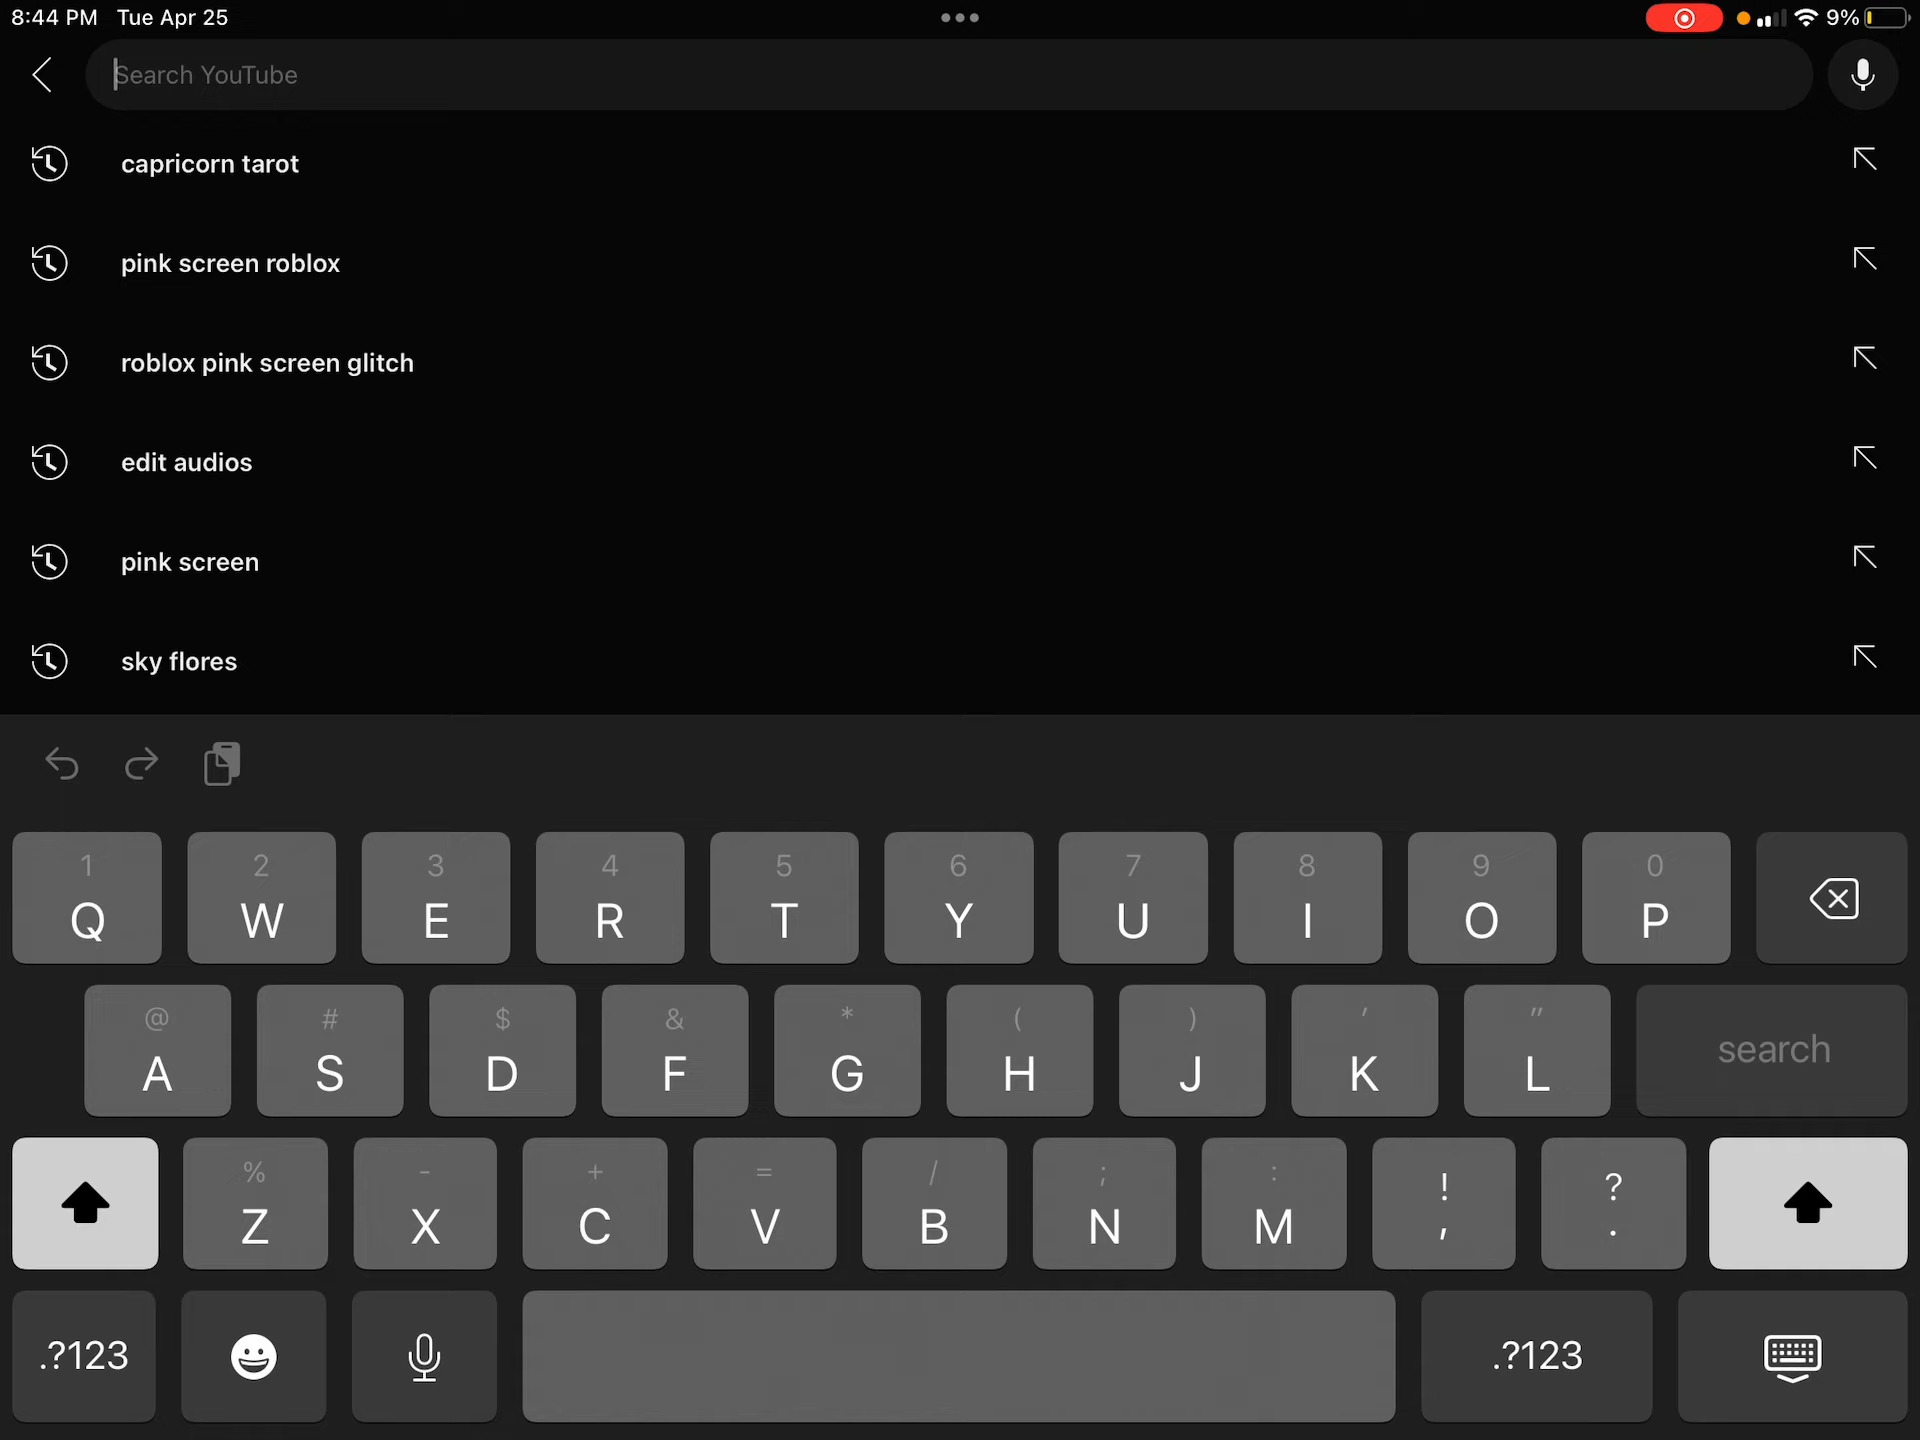 8:44 PM Tue Apr 25
9%
Search YouTube
capricorn tarot
pink screen roblox
roblox pink screen glitch
edit audios
pink screen
sky flores
1 2 3 4 5 6 7 8 9 0
Q W E R T Y U I O P
@ # $ & * ( ) ' "
A S D F G H J K L search
% - + = / ; : ! ?
Z X C V B N M , .
.?123 .?123